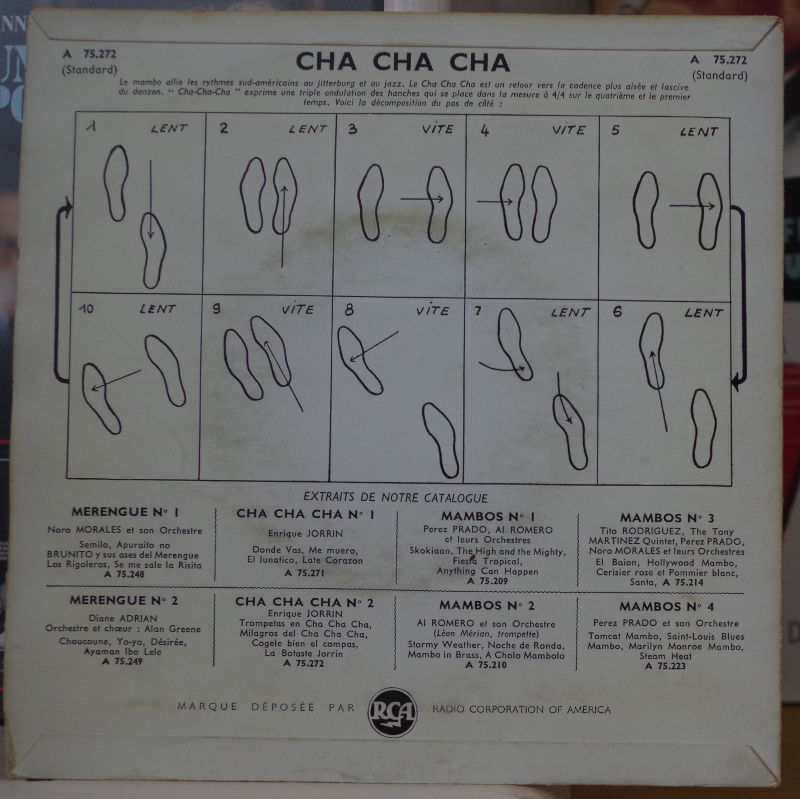 A 75.272
(Standard)
CHA CHA CHA
A 75.272
(Standard)
Le mambo allie les rythmes sud-américains au jitterburg et au jazz. Le Cha Cha Cha est un retour vers la cadence plus aisée et lascive
du danzon. " Cha-Cha-Cha " exprime une triple ondulation des hanches qui se place dans la mesure à 4/4 sur le quatrième et le premier
temps. Voici la décomposition du pas de côté :
1 LENT
2 LENT
3 VITE
4 VITE
5 LENT
10 LENT
9 VITE
8 VITE
7 LENT
6 LENT
EXTRAITS DE NOTRE CATALOGUE
MERENGUE N° 1
Noro MORALES et son Orchestre
Semilo, Apuraito no
BRUNITO y sus ases del Merengue
Los Rigoleros, Se me sale la Risita
A 75.248
CHA CHA CHA N° 1
Enrique JORRIN
Donde Vas, Me muero,
El lunatico, Late Corazon
A 75.271
MAMBOS N° 1
Perez PRADO, Al ROMERO
et leurs Orchestres
Skokiaan, The High and the Mighty,
Fiesta Tropical,
Anything Can Happen
A 75.209
MAMBOS N° 3
Tito RODRIGUEZ, The Tony
MARTINEZ Quintet, Perez PRADO,
Noro MORALES et leurs Orchestres
El Baion, Hollywood Mambo,
Cerisier rose et Pommier blanc,
Santa, A 75.214
MERENGUE N° 2
Diane ADRIAN
Orchestre et chœur : Alan Greene
Choucoune, Yo-yo, Désirée,
Ayaman Ibo Lele
A 75.249
CHA CHA CHA N° 2
Enrique JORRIN
Trompetas en Cha Cha Cha,
Milagros del Cha Cha Cha,
Cogele bien el compas,
La Bataste Jorrin
A 75.272
MAMBOS N° 2
Al ROMERO et son Orchestre
(Léon Mérian, trompette)
Stormy Weather, Noche de Ronda,
Mambo in Brass, A Cholo Mambolo
A 75.210
MAMBOS N° 4
Perez PRADO et son Orchestre
Tomcat Mambo, Saint-Louis Blues
Mambo, Marilyn Monroe Mambo,
Steam Heat
A 75.223
MARQUE DÉPOSÉE PAR RCA RADIO CORPORATION OF AMERICA